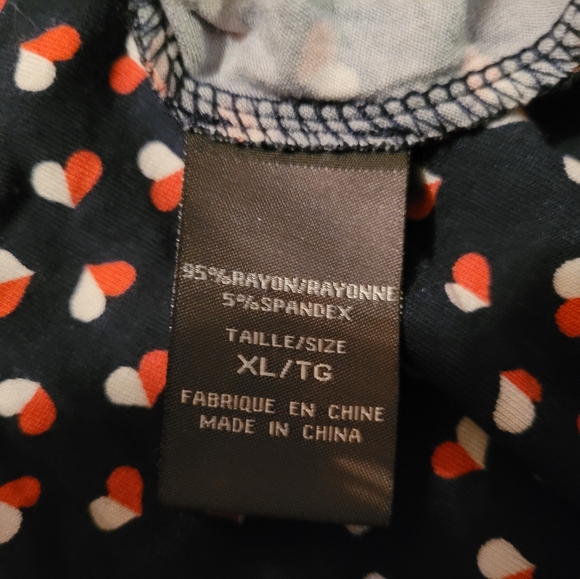 95%RAYON/RAYONNE
5%SPANDEX
TAILLE/SIZE
XL/TG
FABRIQUE EN CHINE
MADE IN CHINA